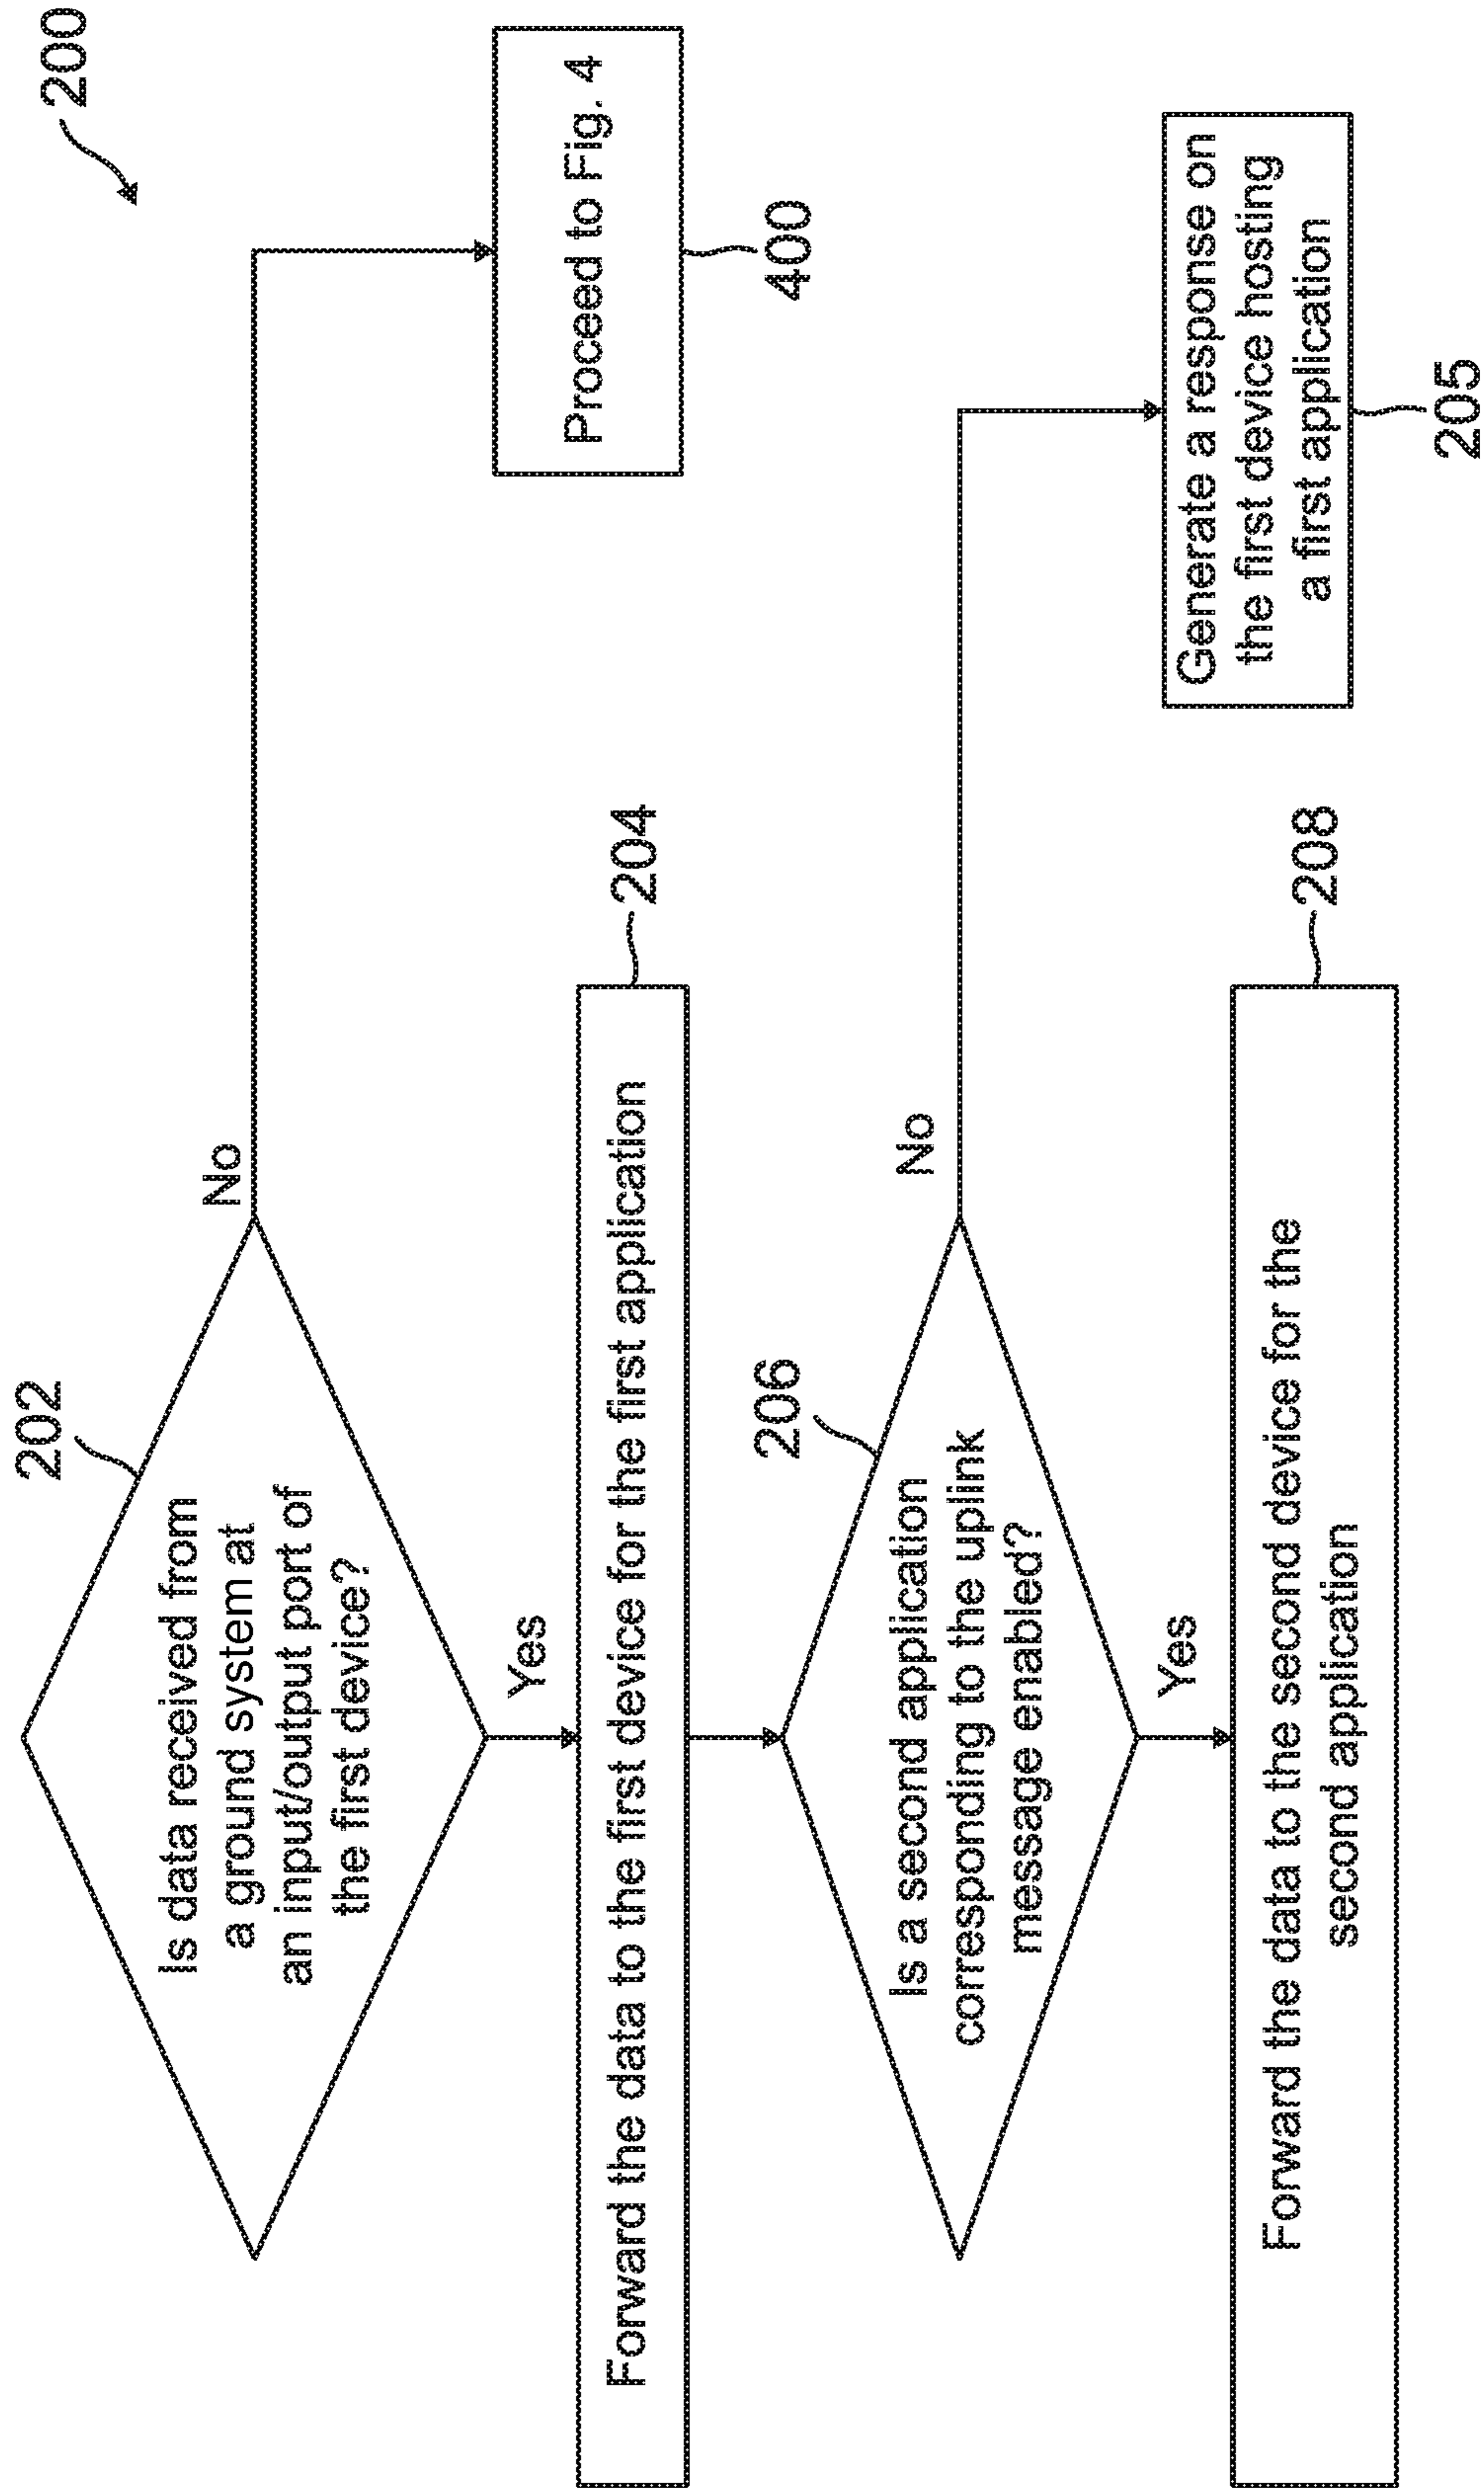 200
202
Is data received from
a ground system at
an input/output port of
the first device?
No
Proceed to Fig. 4
400
Yes
204
Forward the data to the first device for the first application
206
Is a second application
corresponding to the uplink
message enabled?
No
Generate a response on
the first device hosting
a first application
205
Yes
208
Forward the data to the second device for the
second application